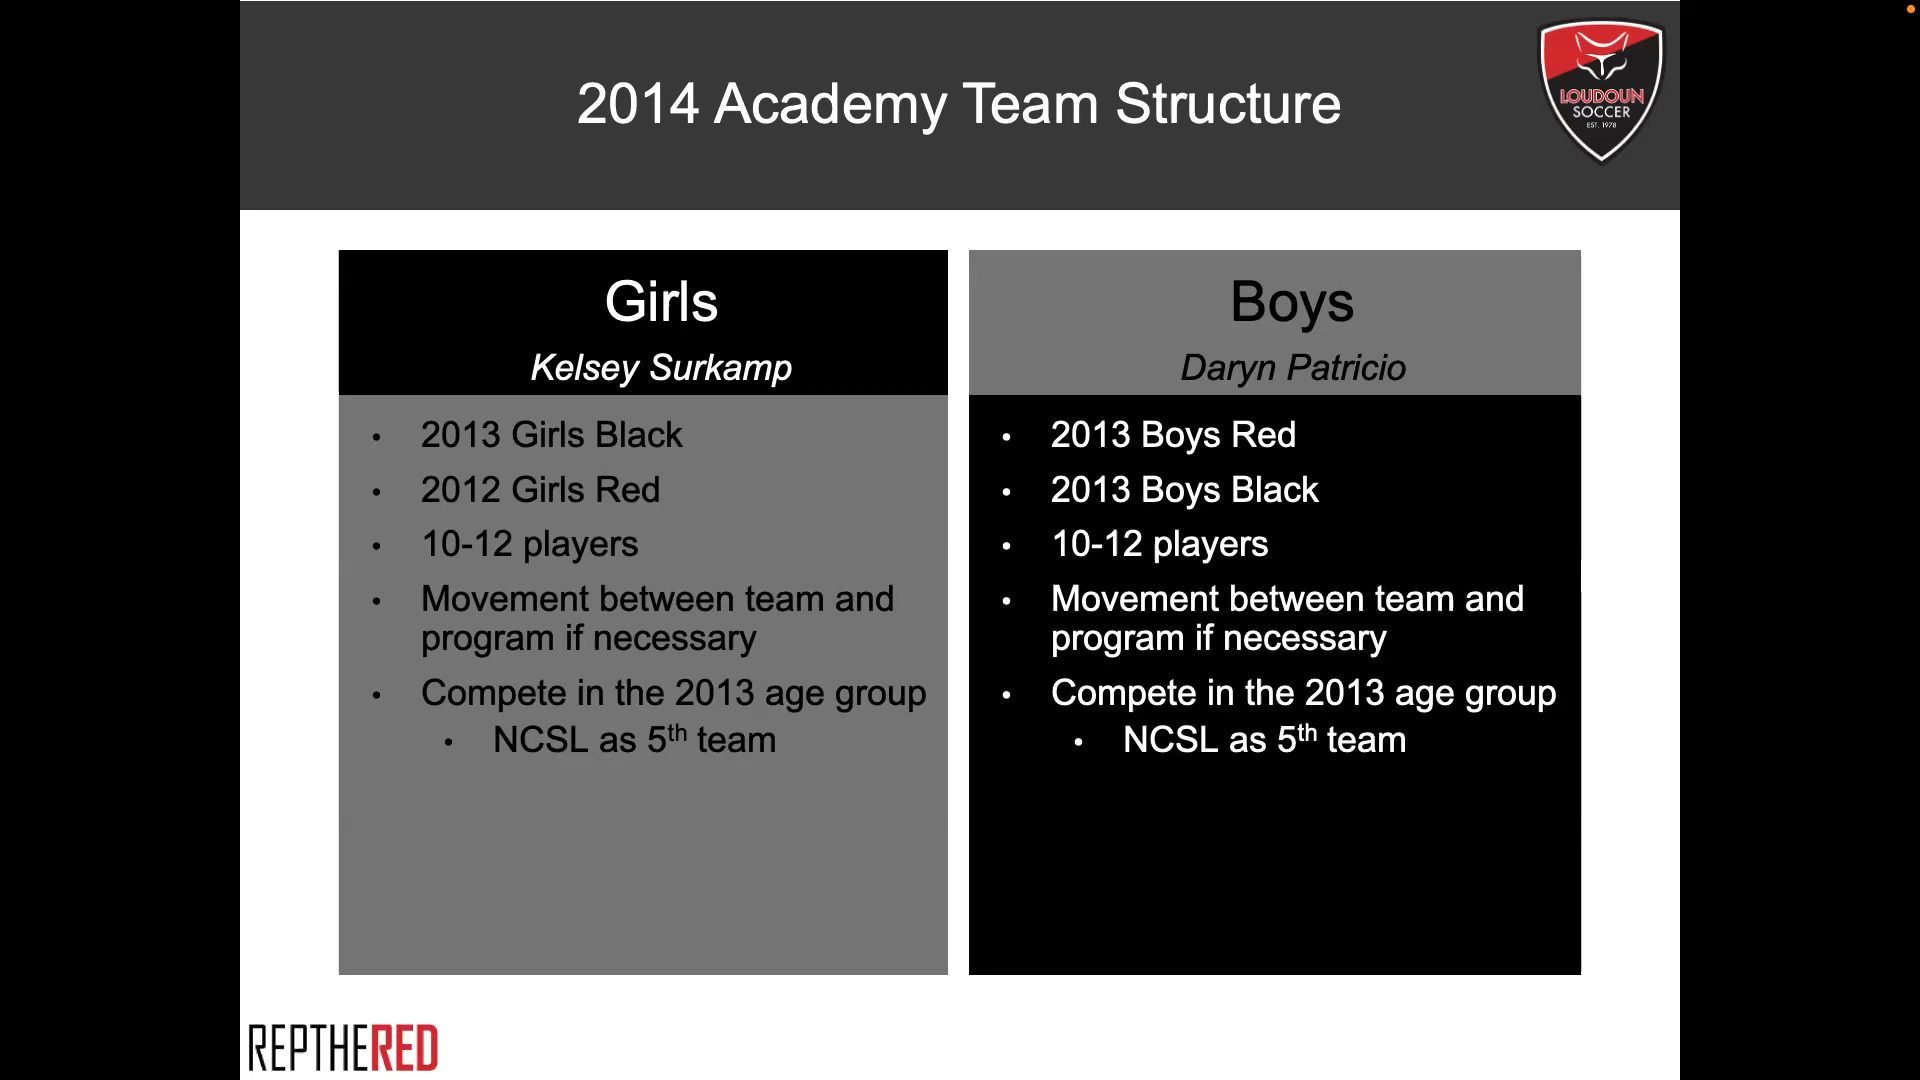 2014 Academy Team Structure
LOUDOUN
SOCCER
EST. 1978
Girls
Kelsey Surkamp
• 2013 Girls Black
• 2012 Girls Red
• 10-12 players
• Movement between team and
program if necessary
• Compete in the 2013 age group
• NCSL as 5th team
Boys
Daryn Patricio
• 2013 Boys Red
• 2013 Boys Black
• 10-12 players
• Movement between team and
program if necessary
• Compete in the 2013 age group
• NCSL as 5th team
REPTHERED